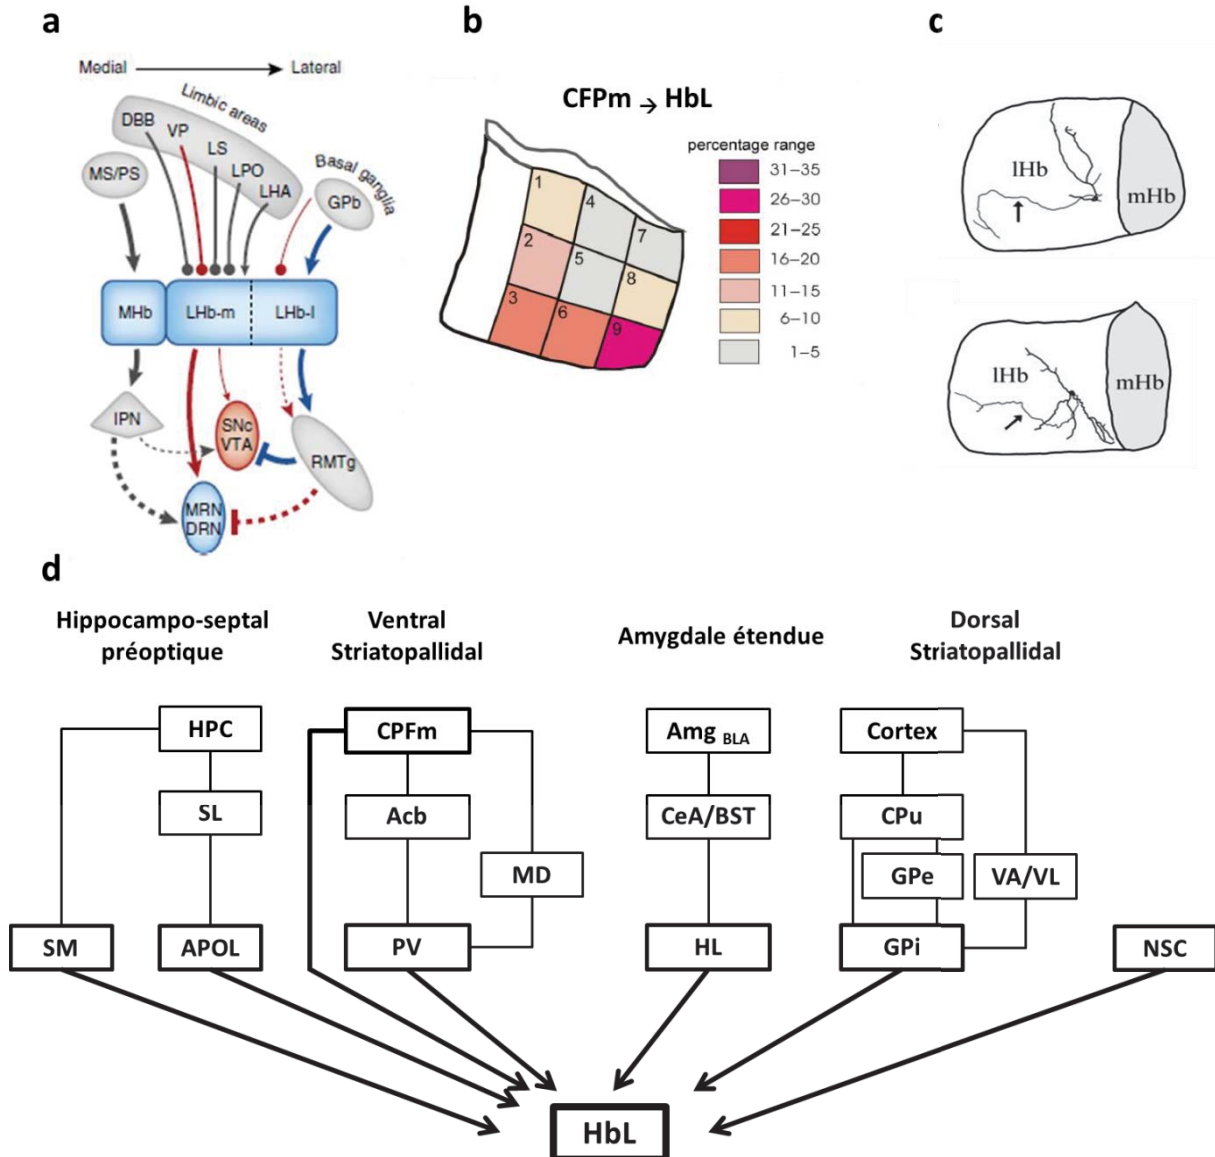 a
Medial
Lateral
Limbic areas
DBB
VP
LS
LPO
LHA
MS/PS
Basal ganglia
GPb
MHb
LHb-m
LHb-l
IPN
SNc
VTA
RMTg
MRN
DRN
b
CFPm → HbL
percentage range
31–35
26–30
21–25
16–20
11–15
6–10
1–5
1
4
7
2
5
8
3
6
9
c
lHb
mHb
lHb
mHb
d
Hippocampo-septal
préoptique
Ventral
Striatopallidal
Amygdale étendue
Dorsal
Striatopallidal
HPC
CPFm
Amg BLA
Cortex
SL
Acb
CeA/BST
CPu
MD
GPe
VA/VL
SM
APOL
PV
HL
GPi
NSC
HbL